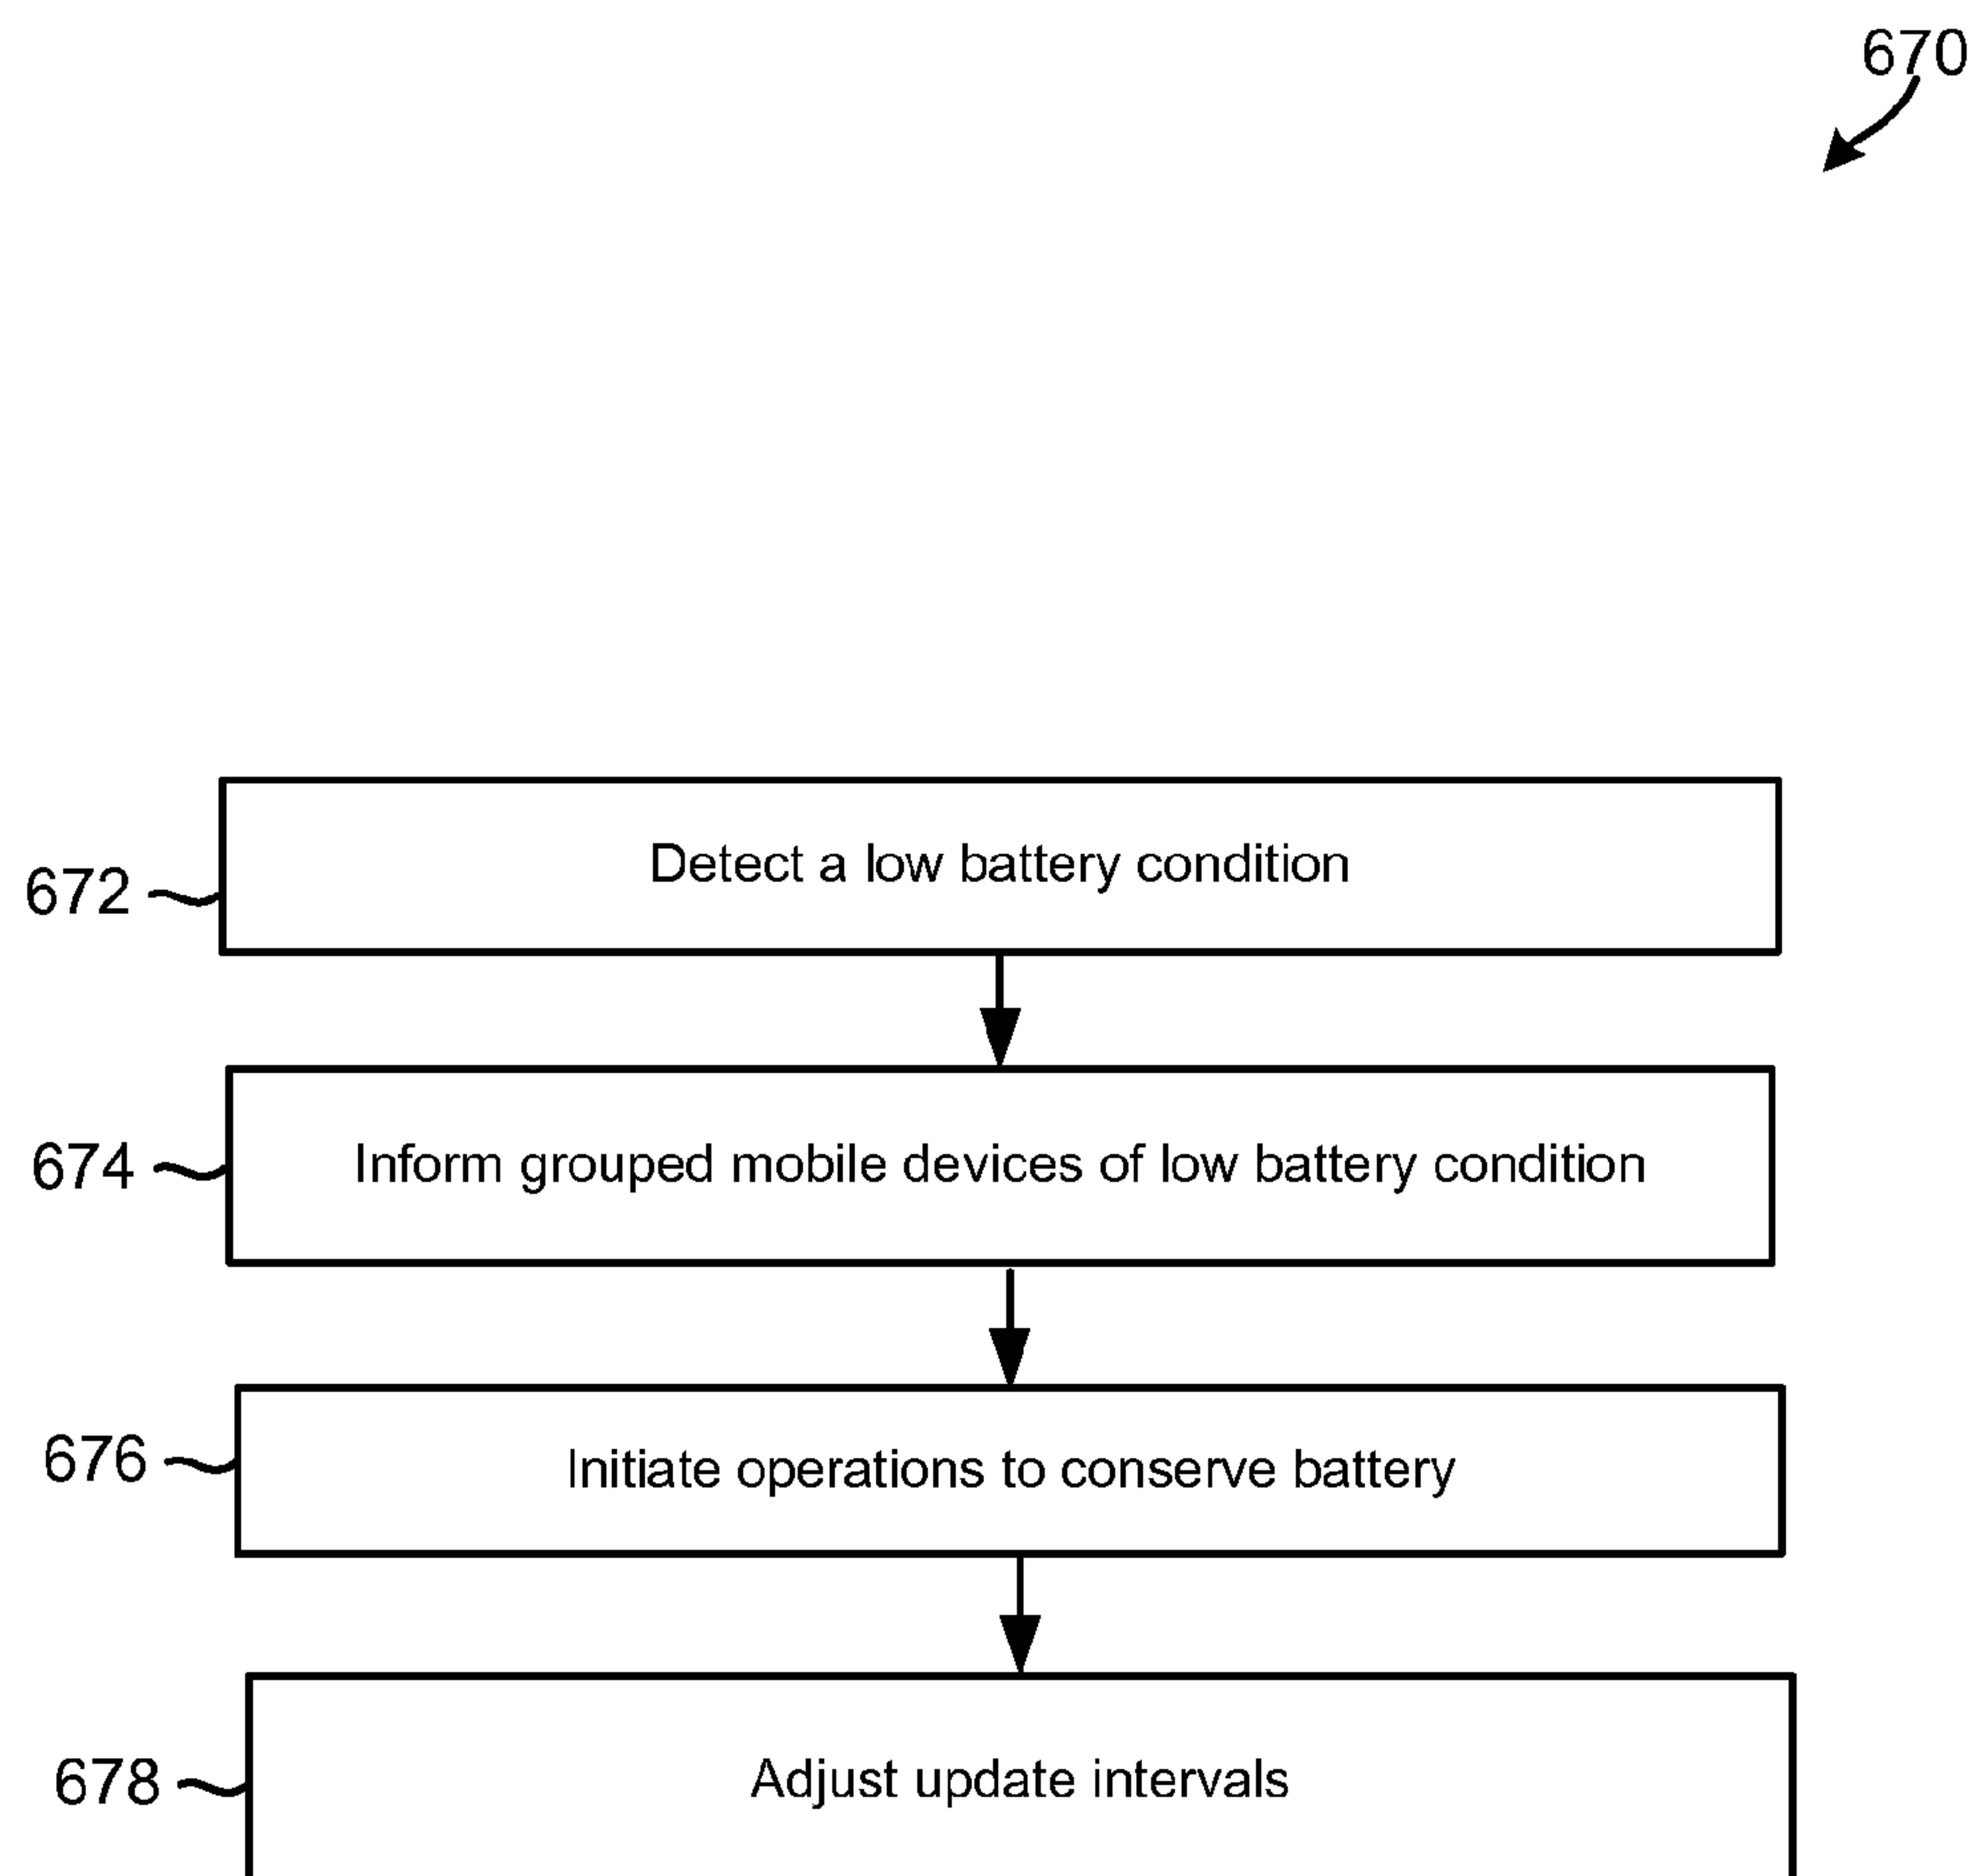 670
Detect a low battery condition
672
Inform grouped mobile devices of low battery condition
674
Initiate operations to conserve battery
676
Adjust update intervals
678